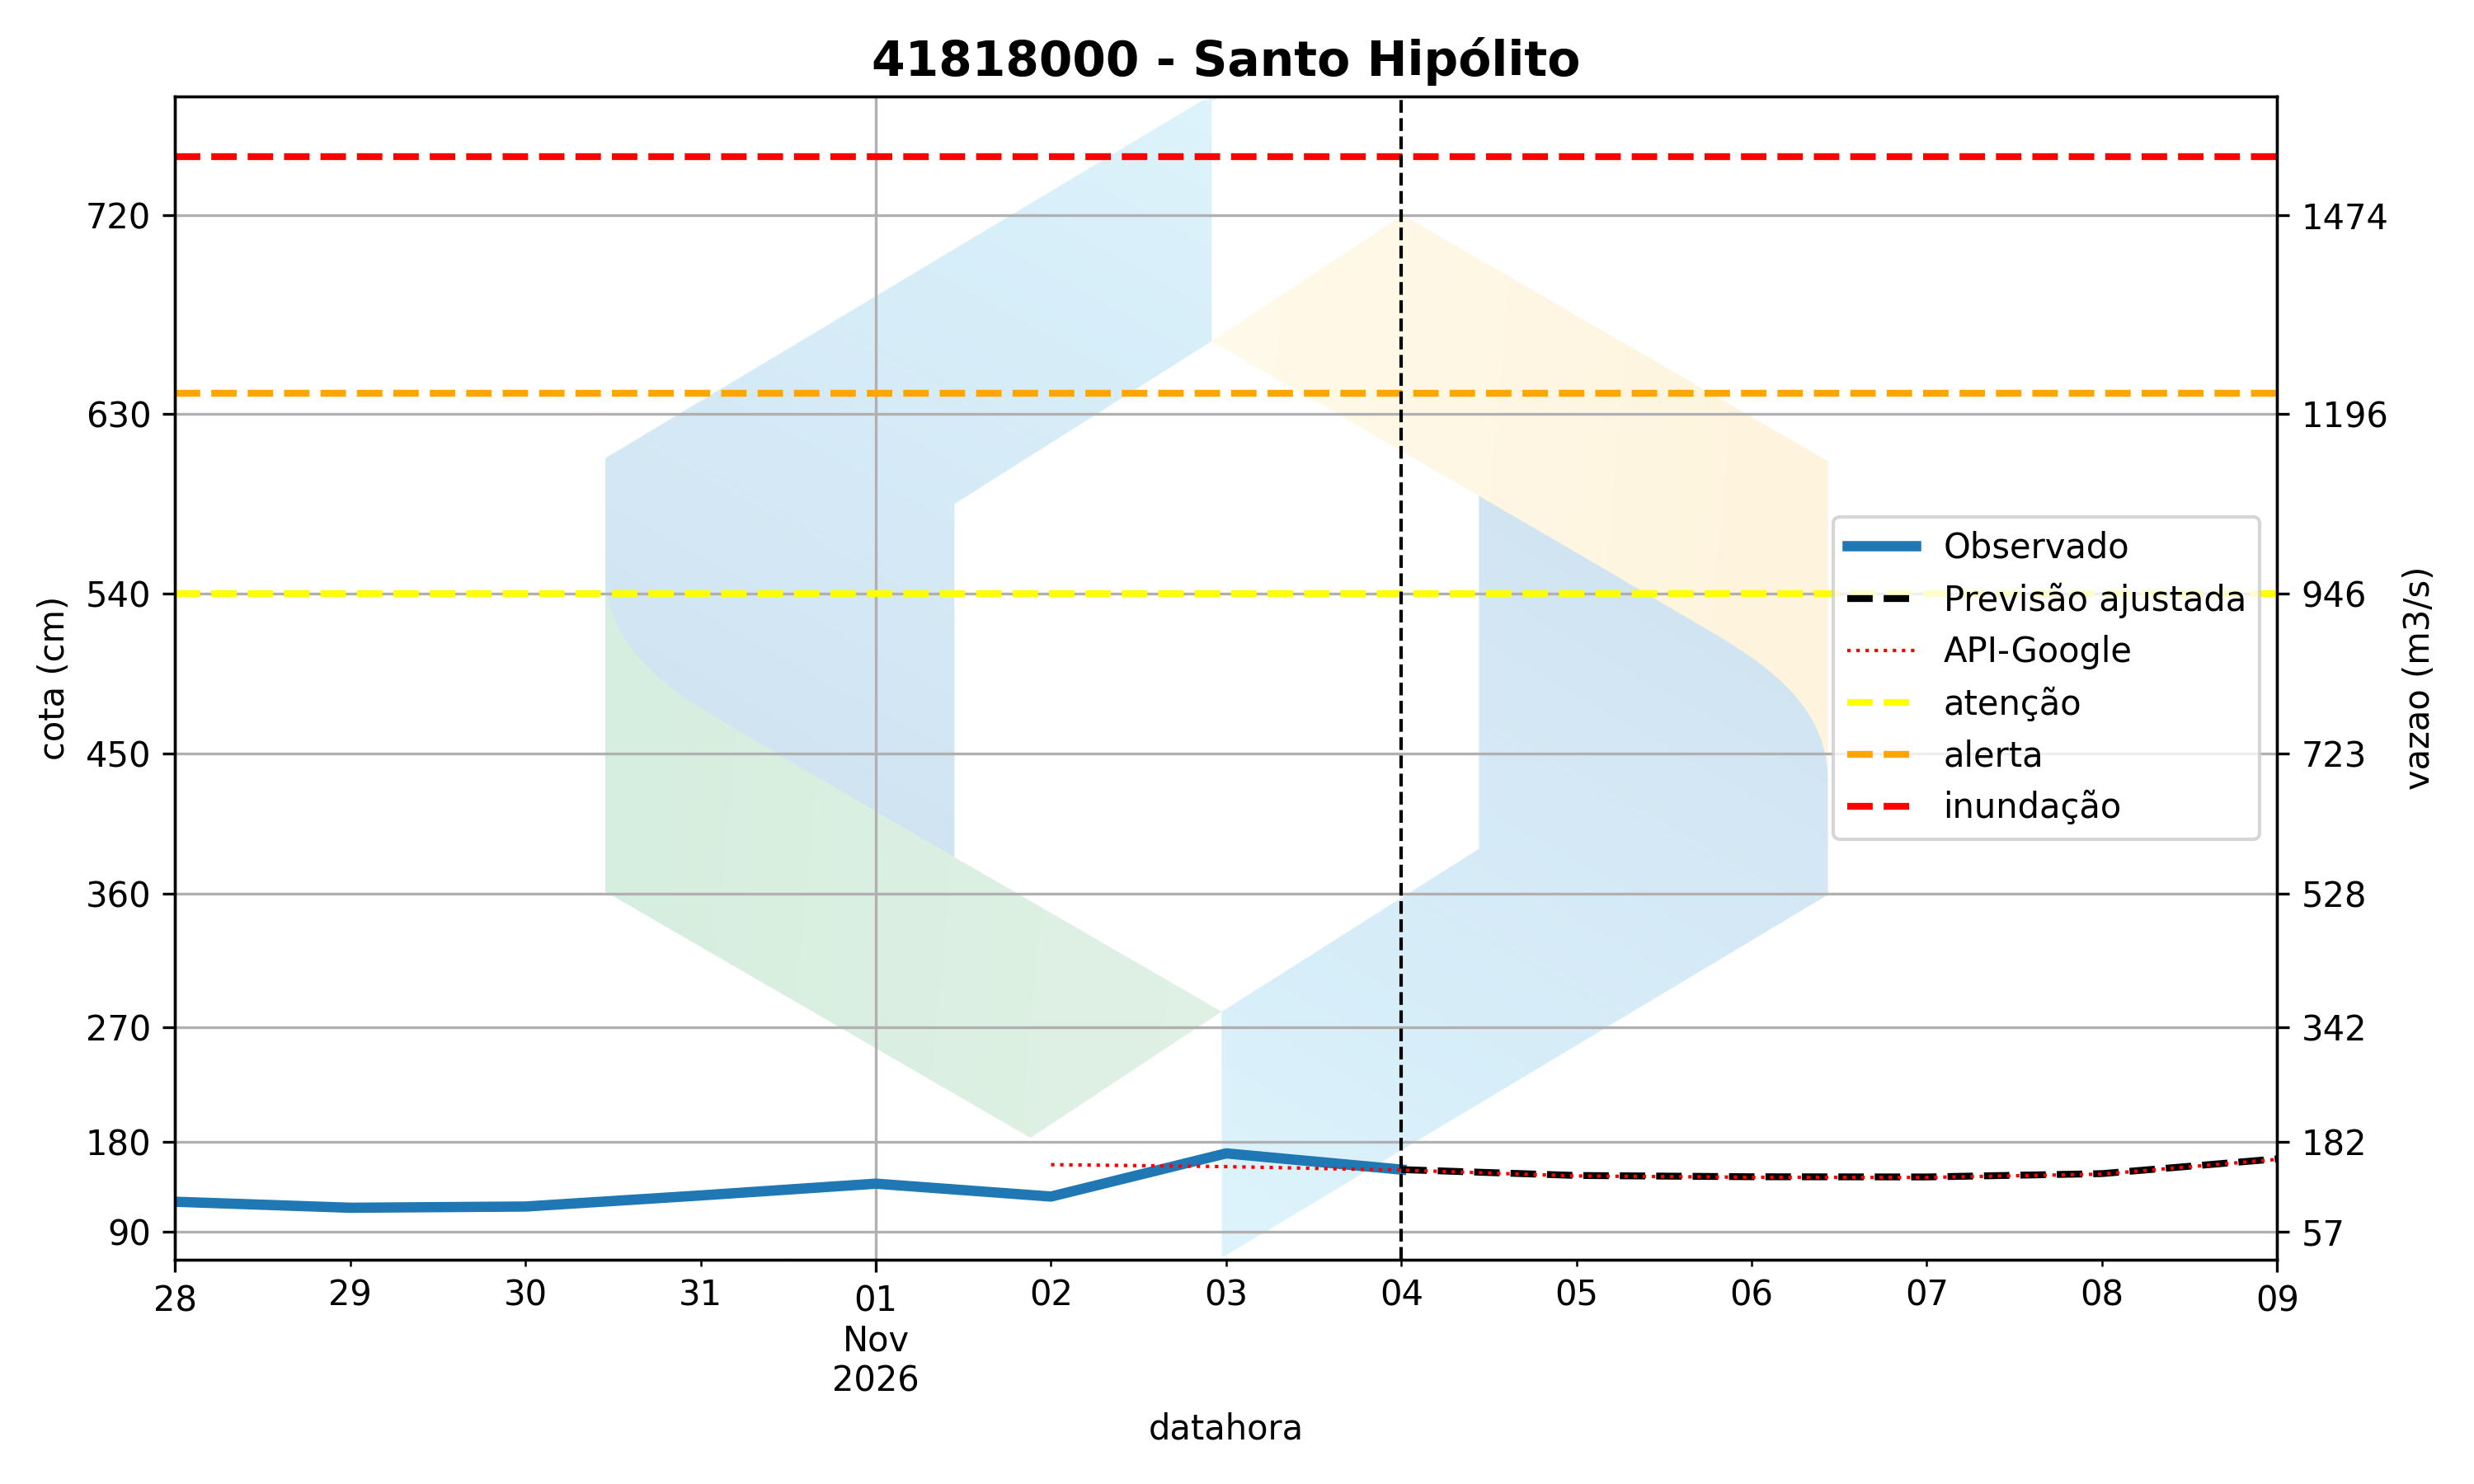 41818000 - Santo Hipólito
cota (cm)
720
630
540
450
360
270
180
90
1474
1196
946
723
528
342
182
57
vazao (m3/s)
Observado
Previsão ajustada
API-Google
atenção
alerta
inundação
28 29 30 31 01 02 03 04 05 06 07 08 09
Nov
2026
datahora